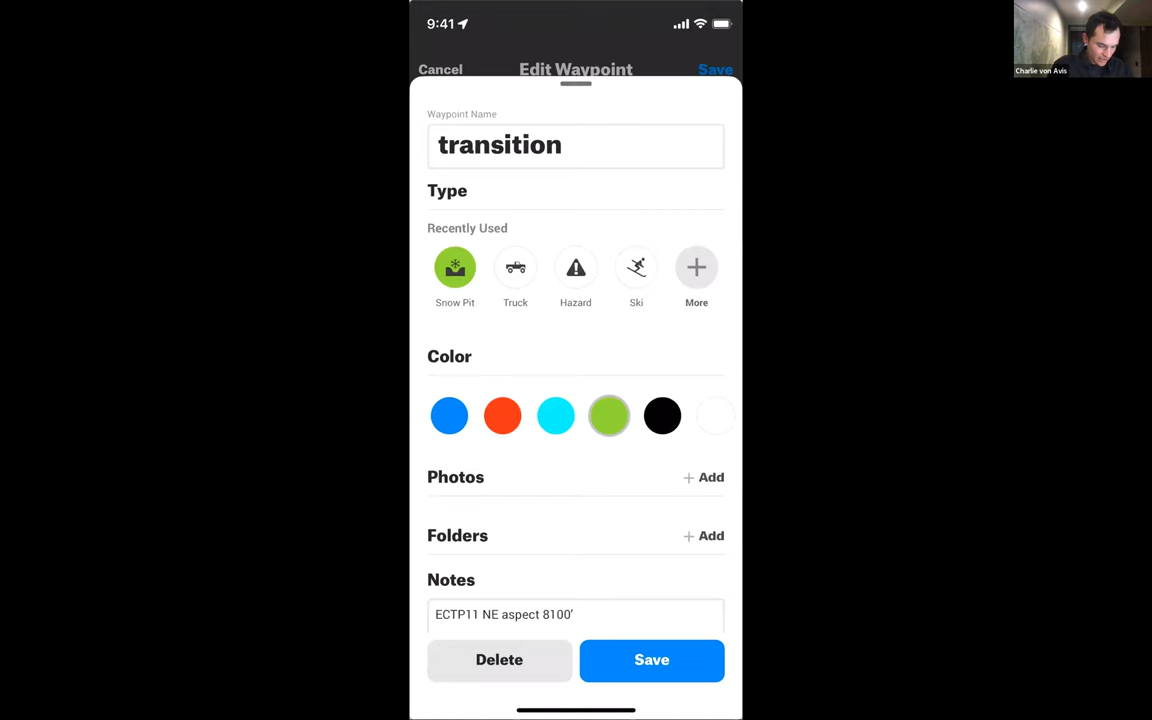 9:41
Cancel Edit Waypoint Save
Charlie von Avis
Waypoint Name
transition
Type
Recently Used
Snow Pit Truck Hazard Ski More
Color
Photos + Add
Folders + Add
Notes
ECTP11 NE aspect 8100’
Delete Save